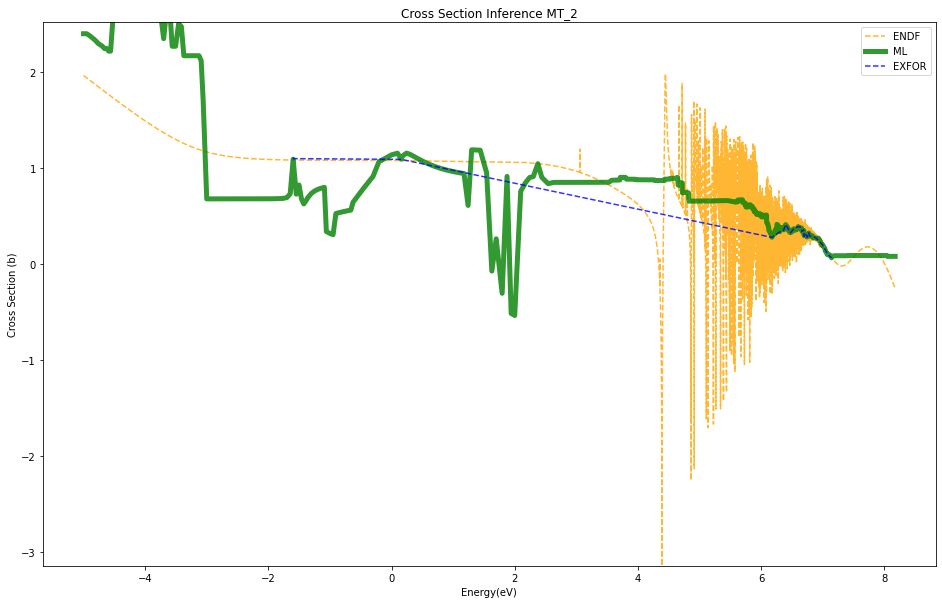 Cross Section Inference MT_2
ENDF
ML
EXFOR
Cross Section (b)
2
1
0
−1
−2
−3
−4
−2
0
2
4
6
8
Energy(eV)